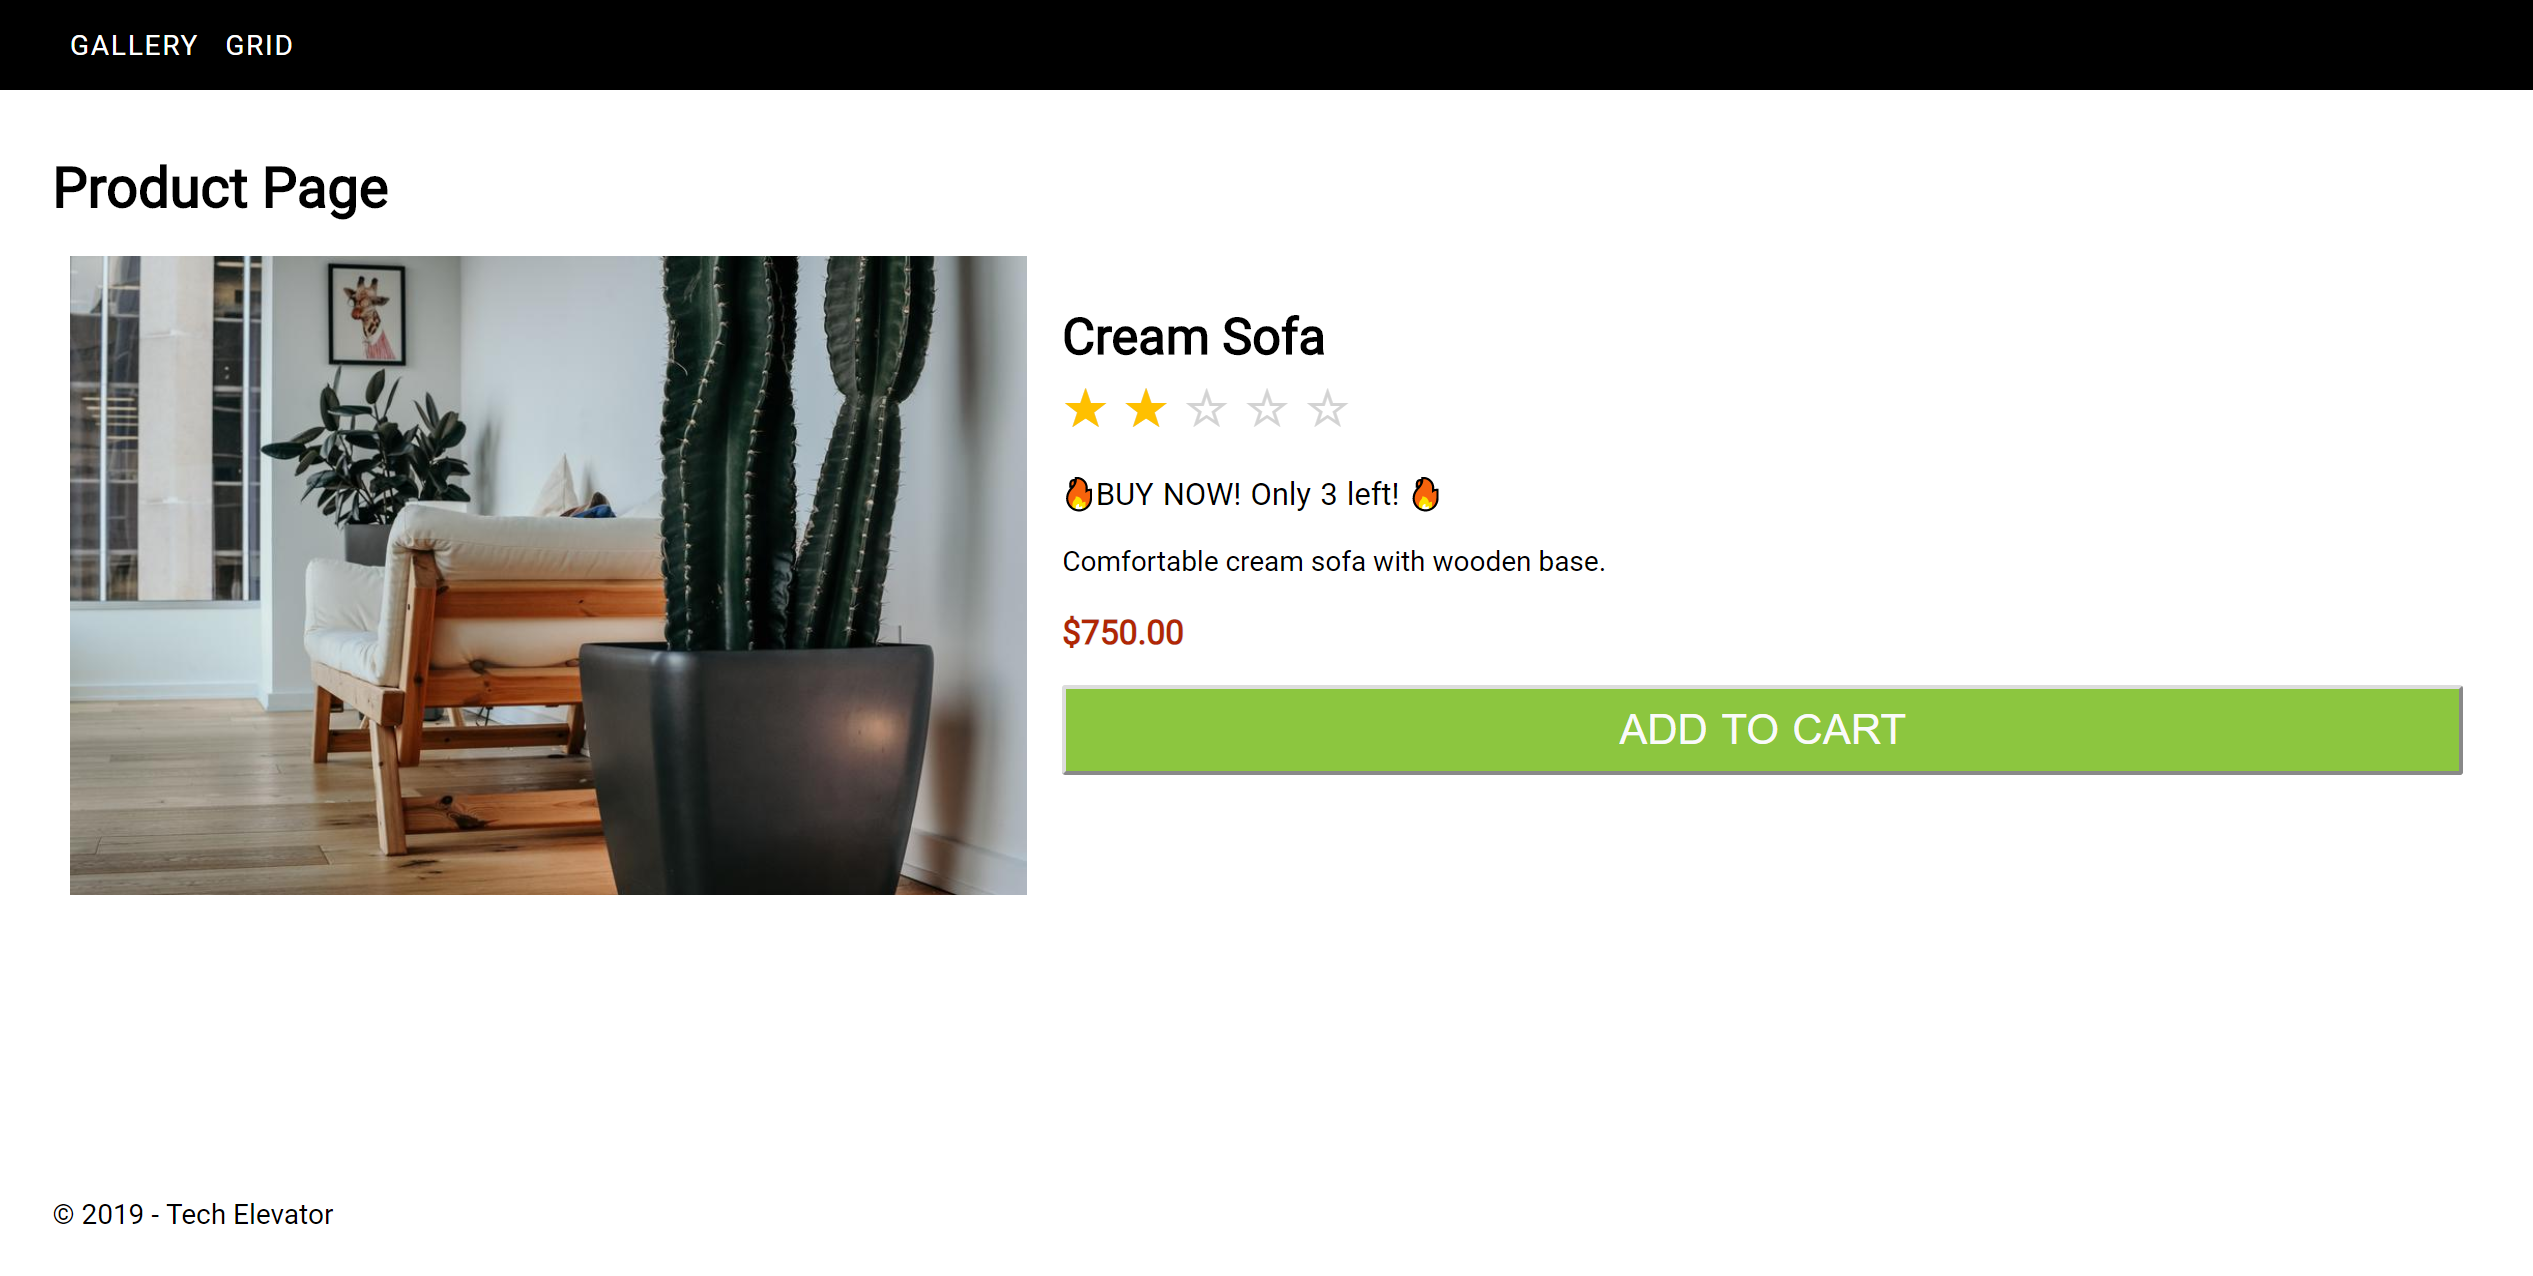 GALLERY GRID
Product Page
Cream Sofa
🔥BUY NOW! Only 3 left! 🔥
Comfortable cream sofa with wooden base.
$750.00
ADD TO CART
© 2019 - Tech Elevator